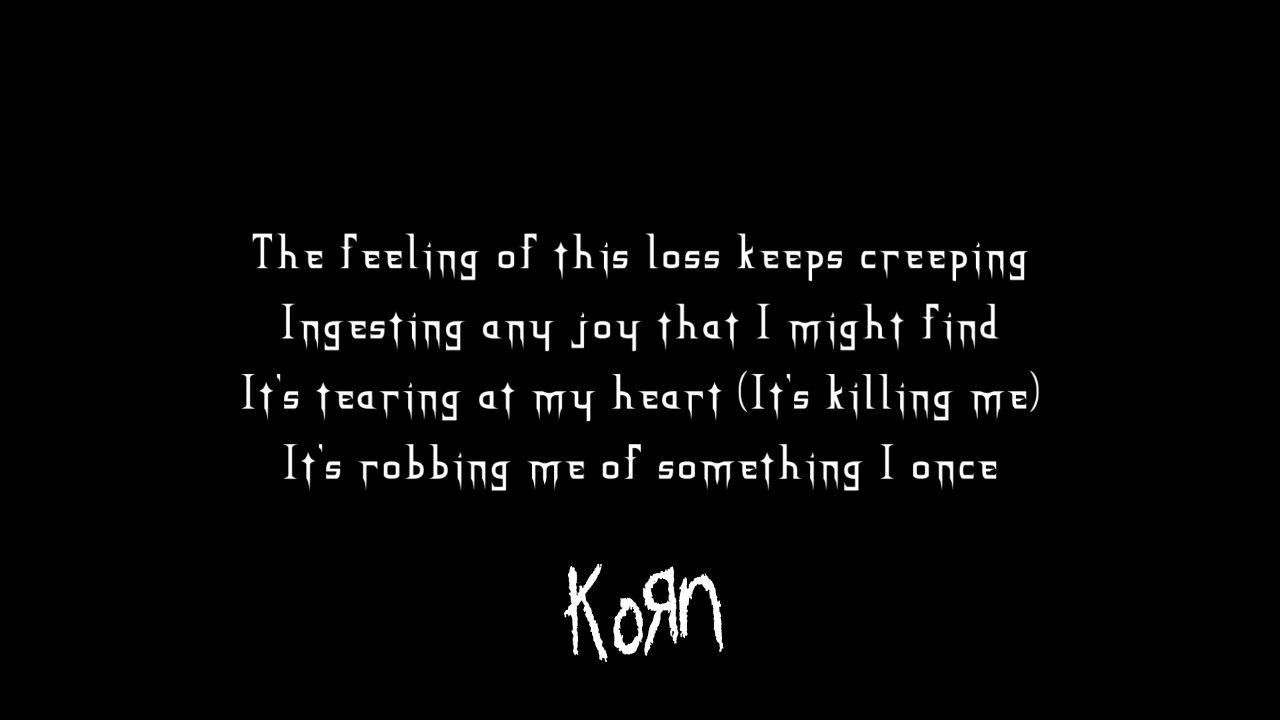 The feeling of this loss keeps creeping
Ingesting any joy that I might find
It's tearing at my heart (It's killing me)
It's robbing me of something I once
KoЯn